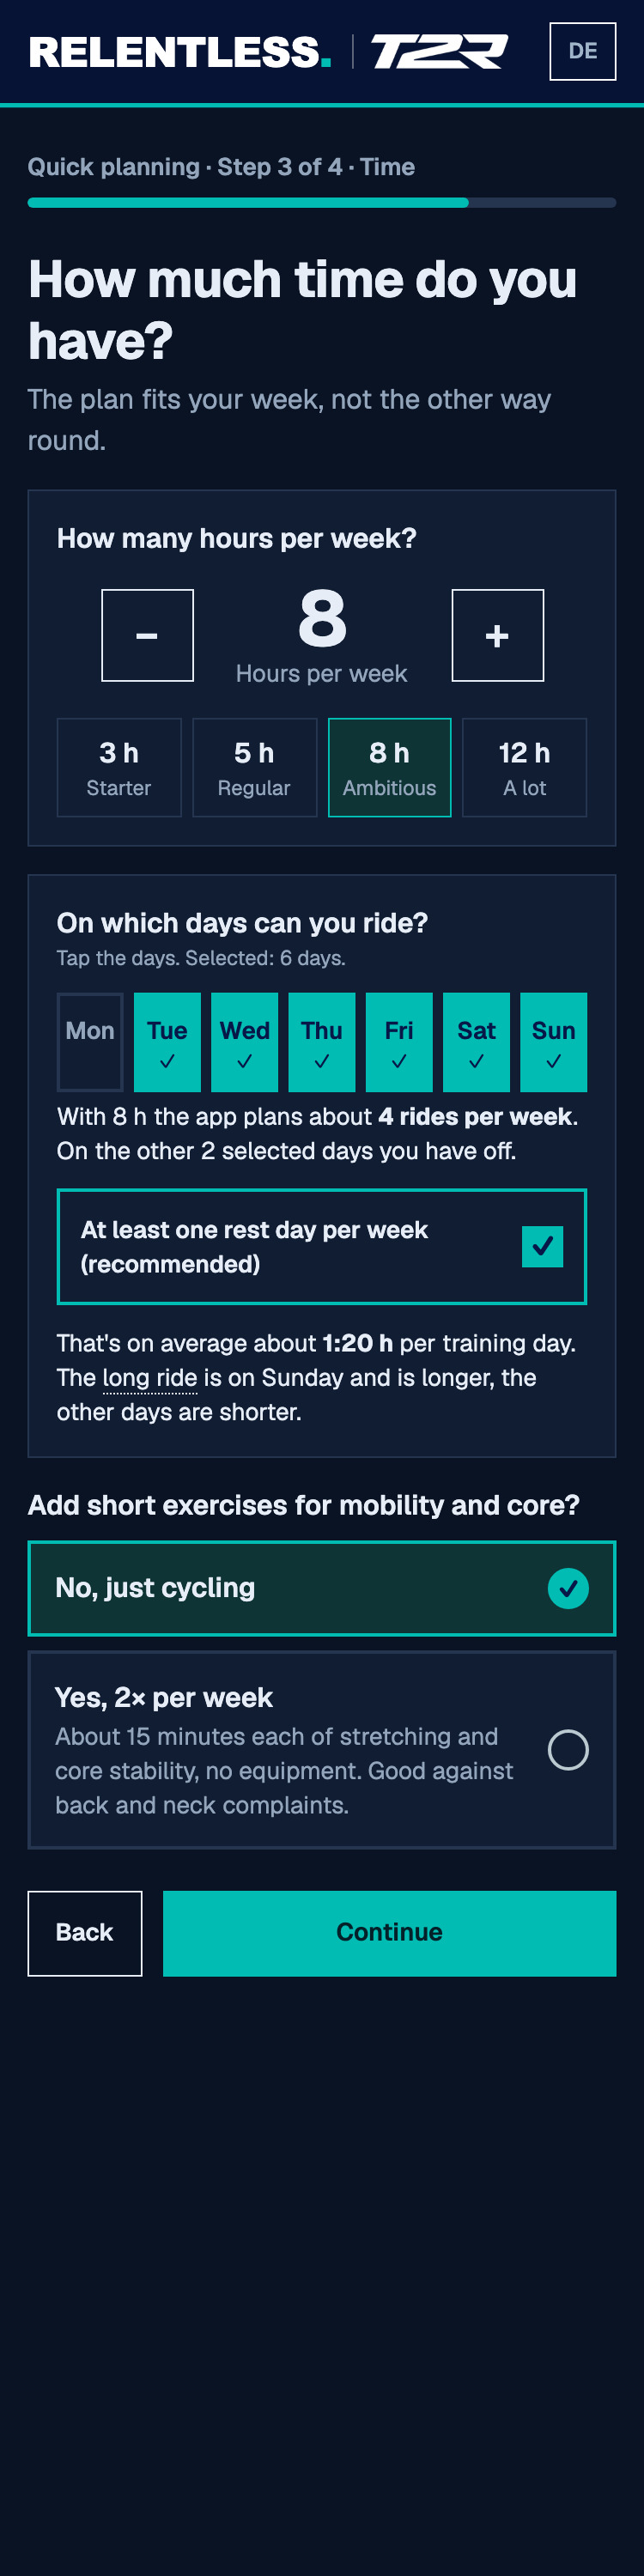 RELENTLESS. T2R DE
Quick planning · Step 3 of 4 · Time
How much time do you
have?
The plan fits your week, not the other way
round.
How many hours per week?
− 8 +
Hours per week
3 h 5 h 8 h 12 h
Starter Regular Ambitious A lot
On which days can you ride?
Tap the days. Selected: 6 days.
Mon Tue Wed Thu Fri Sat Sun
✓ ✓ ✓ ✓ ✓ ✓
With 8 h the app plans about 4 rides per week.
On the other 2 selected days you have off.
At least one rest day per week
(recommended)
That's on average about 1:20 h per training day.
The long ride is on Sunday and is longer, the
other days are shorter.
Add short exercises for mobility and core?
No, just cycling
Yes, 2× per week
About 15 minutes each of stretching and
core stability, no equipment. Good against
back and neck complaints.
Back Continue